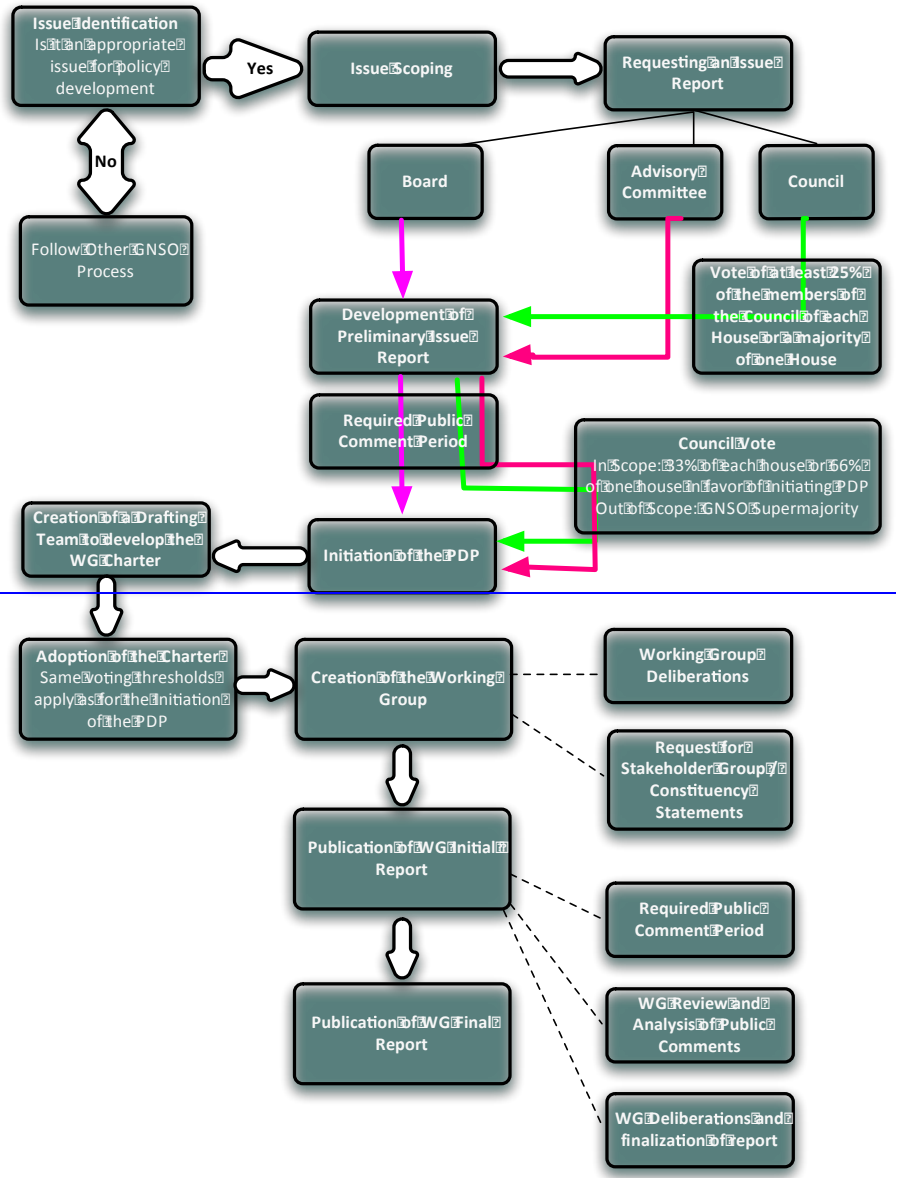 Issue Identification
Is it an appropriate
issue for policy
development
Yes
Issue Scoping
Requesting an Issue
Report
No
Follow Other GNSO
Process
Board
Advisory
Committee
Council
Vote of at least 25%
of the members of
the Council of each
House or a majority
of one House
Development of
Preliminary Issue
Report
Required Public
Comment Period
Council Vote
In Scope: 33% of each house or 66%
of one house in favor of initiating PDP
Out of Scope: GNSO Supermajority
Creation of a Drafting
Team to develop the
WG Charter
Initiation of the PDP
Adoption of the Charter
Same voting thresholds
apply as for the Initiation
of the PDP
Creation of the Working
Group
Working Group
Deliberations
Request for
Stakeholder Group /
Constituency
Statements
Publication of WG Initial
Report
Required Public
Comment Period
Publication of WG Final
Report
WG Review and
Analysis of Public
Comments
WG Deliberations and
finalization of report